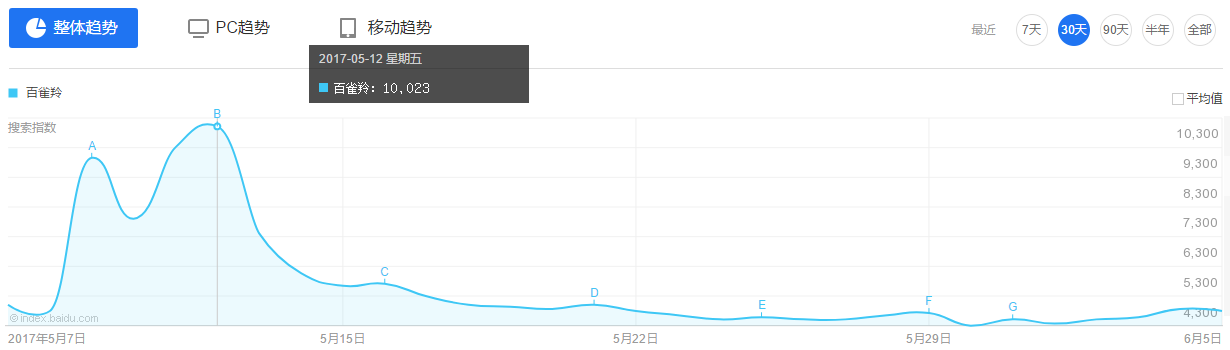 整体趋势 PC趋势 移动趋势 最近 7天 30天 90天 半年 全部
2017-05-12 星期五
百雀羚: 10,023
百雀羚
平均值
搜索指数
A
B
C
D
E
F
G
10,300
9,300
8,300
7,300
6,300
5,300
4,300
©index.baidu.com
2017年5月7日 5月15日 5月22日 5月29日 6月5日